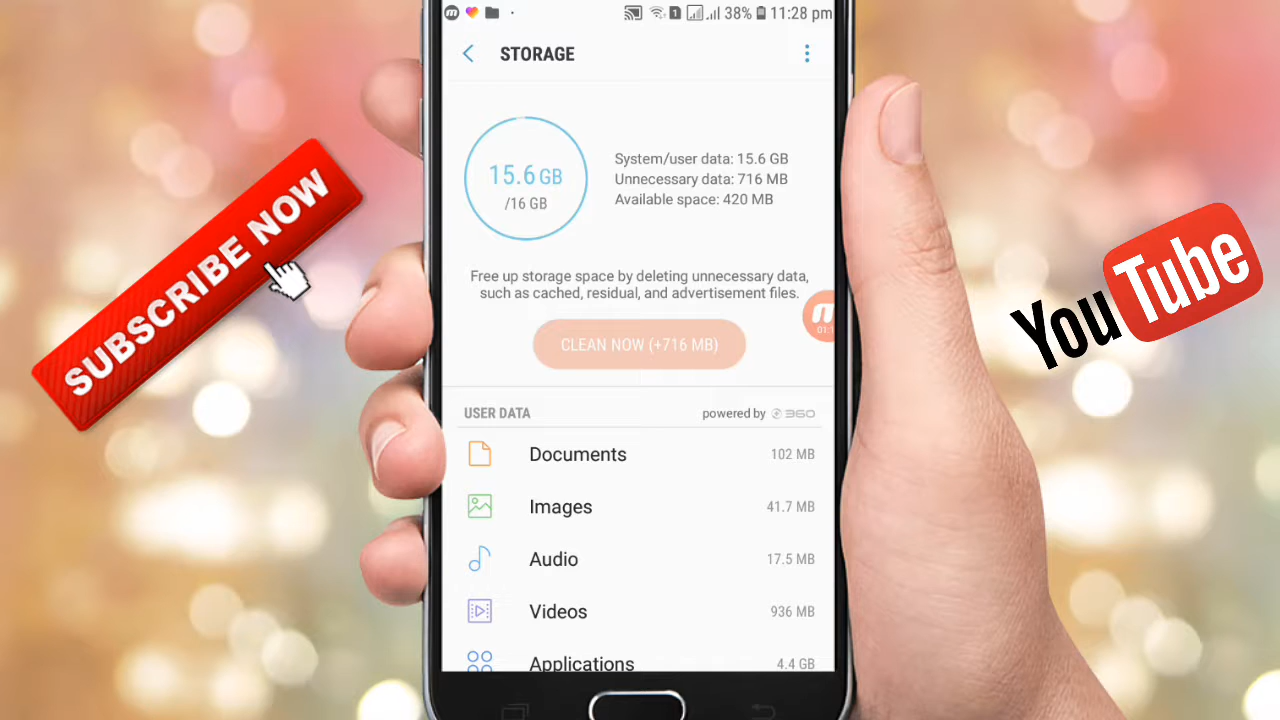 1 38% 11:28 pm
STORAGE
15.6 GB
/16 GB
System/user data: 15.6 GB
Unnecessary data: 716 MB
Available space: 420 MB
Free up storage space by deleting unnecessary data,
such as cached, residual, and advertisement files.
CLEAN NOW (+716 MB)
USER DATA powered by 360
Documents 102 MB
Images 41.7 MB
Audio 17.5 MB
Videos 936 MB
Applications 4.4 GB
SUBSCRIBE NOW
YouTube